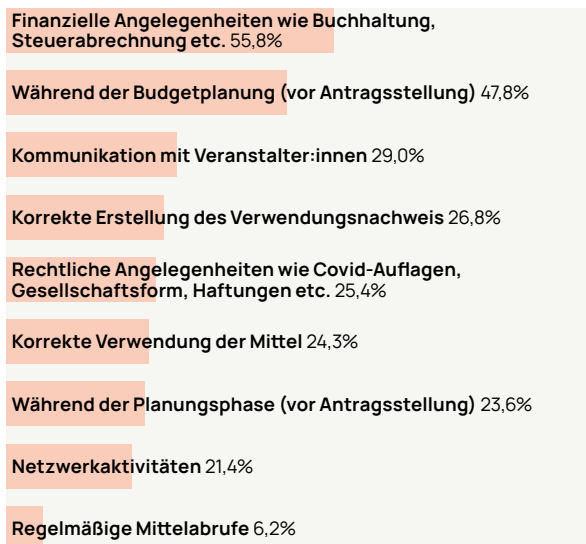 Finanzielle Angelegenheiten wie Buchhaltung,
Steuerabrechnung etc. 55,8%
Während der Budgetplanung (vor Antragsstellung) 47,8%
Kommunikation mit Veranstalter:innen 29,0%
Korrekte Erstellung des Verwendungsnachweis 26,8%
Rechtliche Angelegenheiten wie Covid-Auflagen,
Gesellschaftsform, Haftungen etc. 25,4%
Korrekte Verwendung der Mittel 24,3%
Während der Planungsphase (vor Antragsstellung) 23,6%
Netzwerkaktivitäten 21,4%
Regelmäßige Mittelabrufe 6,2%